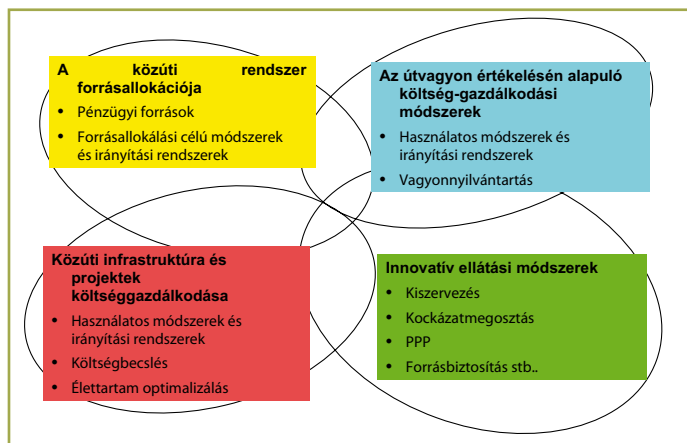 A közúti rendszer
forrásallokációja
• Pénzügyi források
• Forrásallokálási célú módszerek
és irányítási rendszerek
Az útvagyon értékelésén alapuló
költség-gazdálkodási
módszerek
• Használatos módszerek és
irányítási rendszerek
• Vagyonnyilvántartás
Közúti infrastruktúra és
projektek
költséggazdálkodása
• Használatos módszerek és
irányítási rendszerek
• Költségbecslés
• Élettartam optimalizálás
Innovatív ellátási módszerek
• Kiszervezés
• Kockázatmegosztás
• PPP
• Forrásbiztosítás stb..